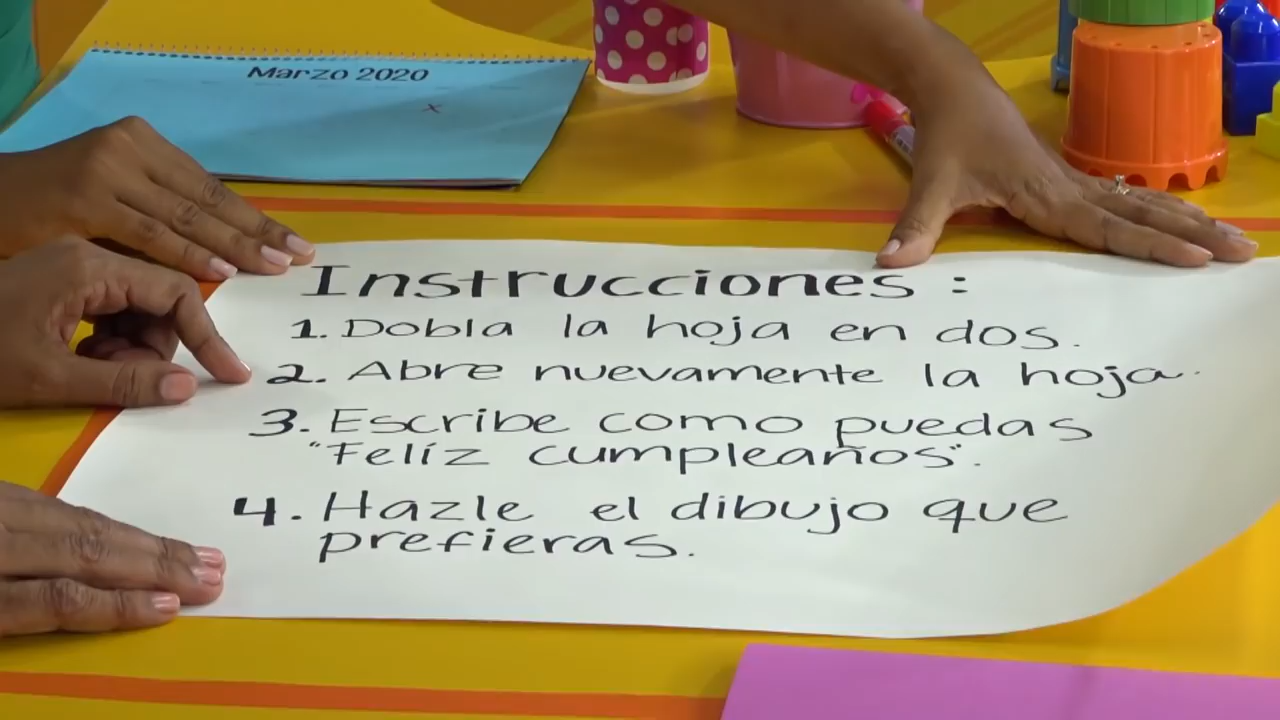 Marzo 2020
x
Instrucciones :
1. Dobla la hoja en dos.
2. Abre nuevamente la hoja.
3. Escribe como puedas
"Felíz cumpleaños".
4. Hazle el dibujo que
prefieras.